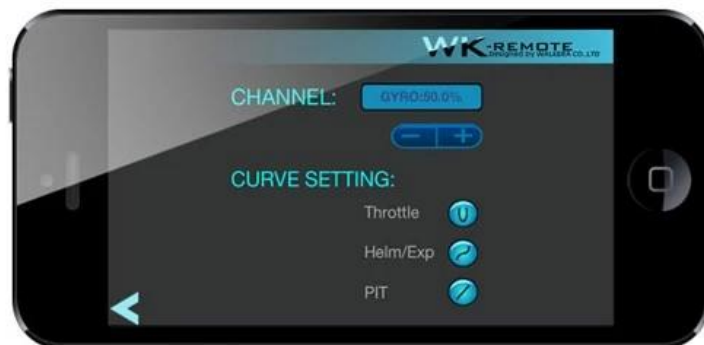 WK-REMOTE
Designed by WALKERA CO.,LTD
CHANNEL:
GYRO:50.0%
CURVE SETTING:
Throttle
Helm/Exp
PIT